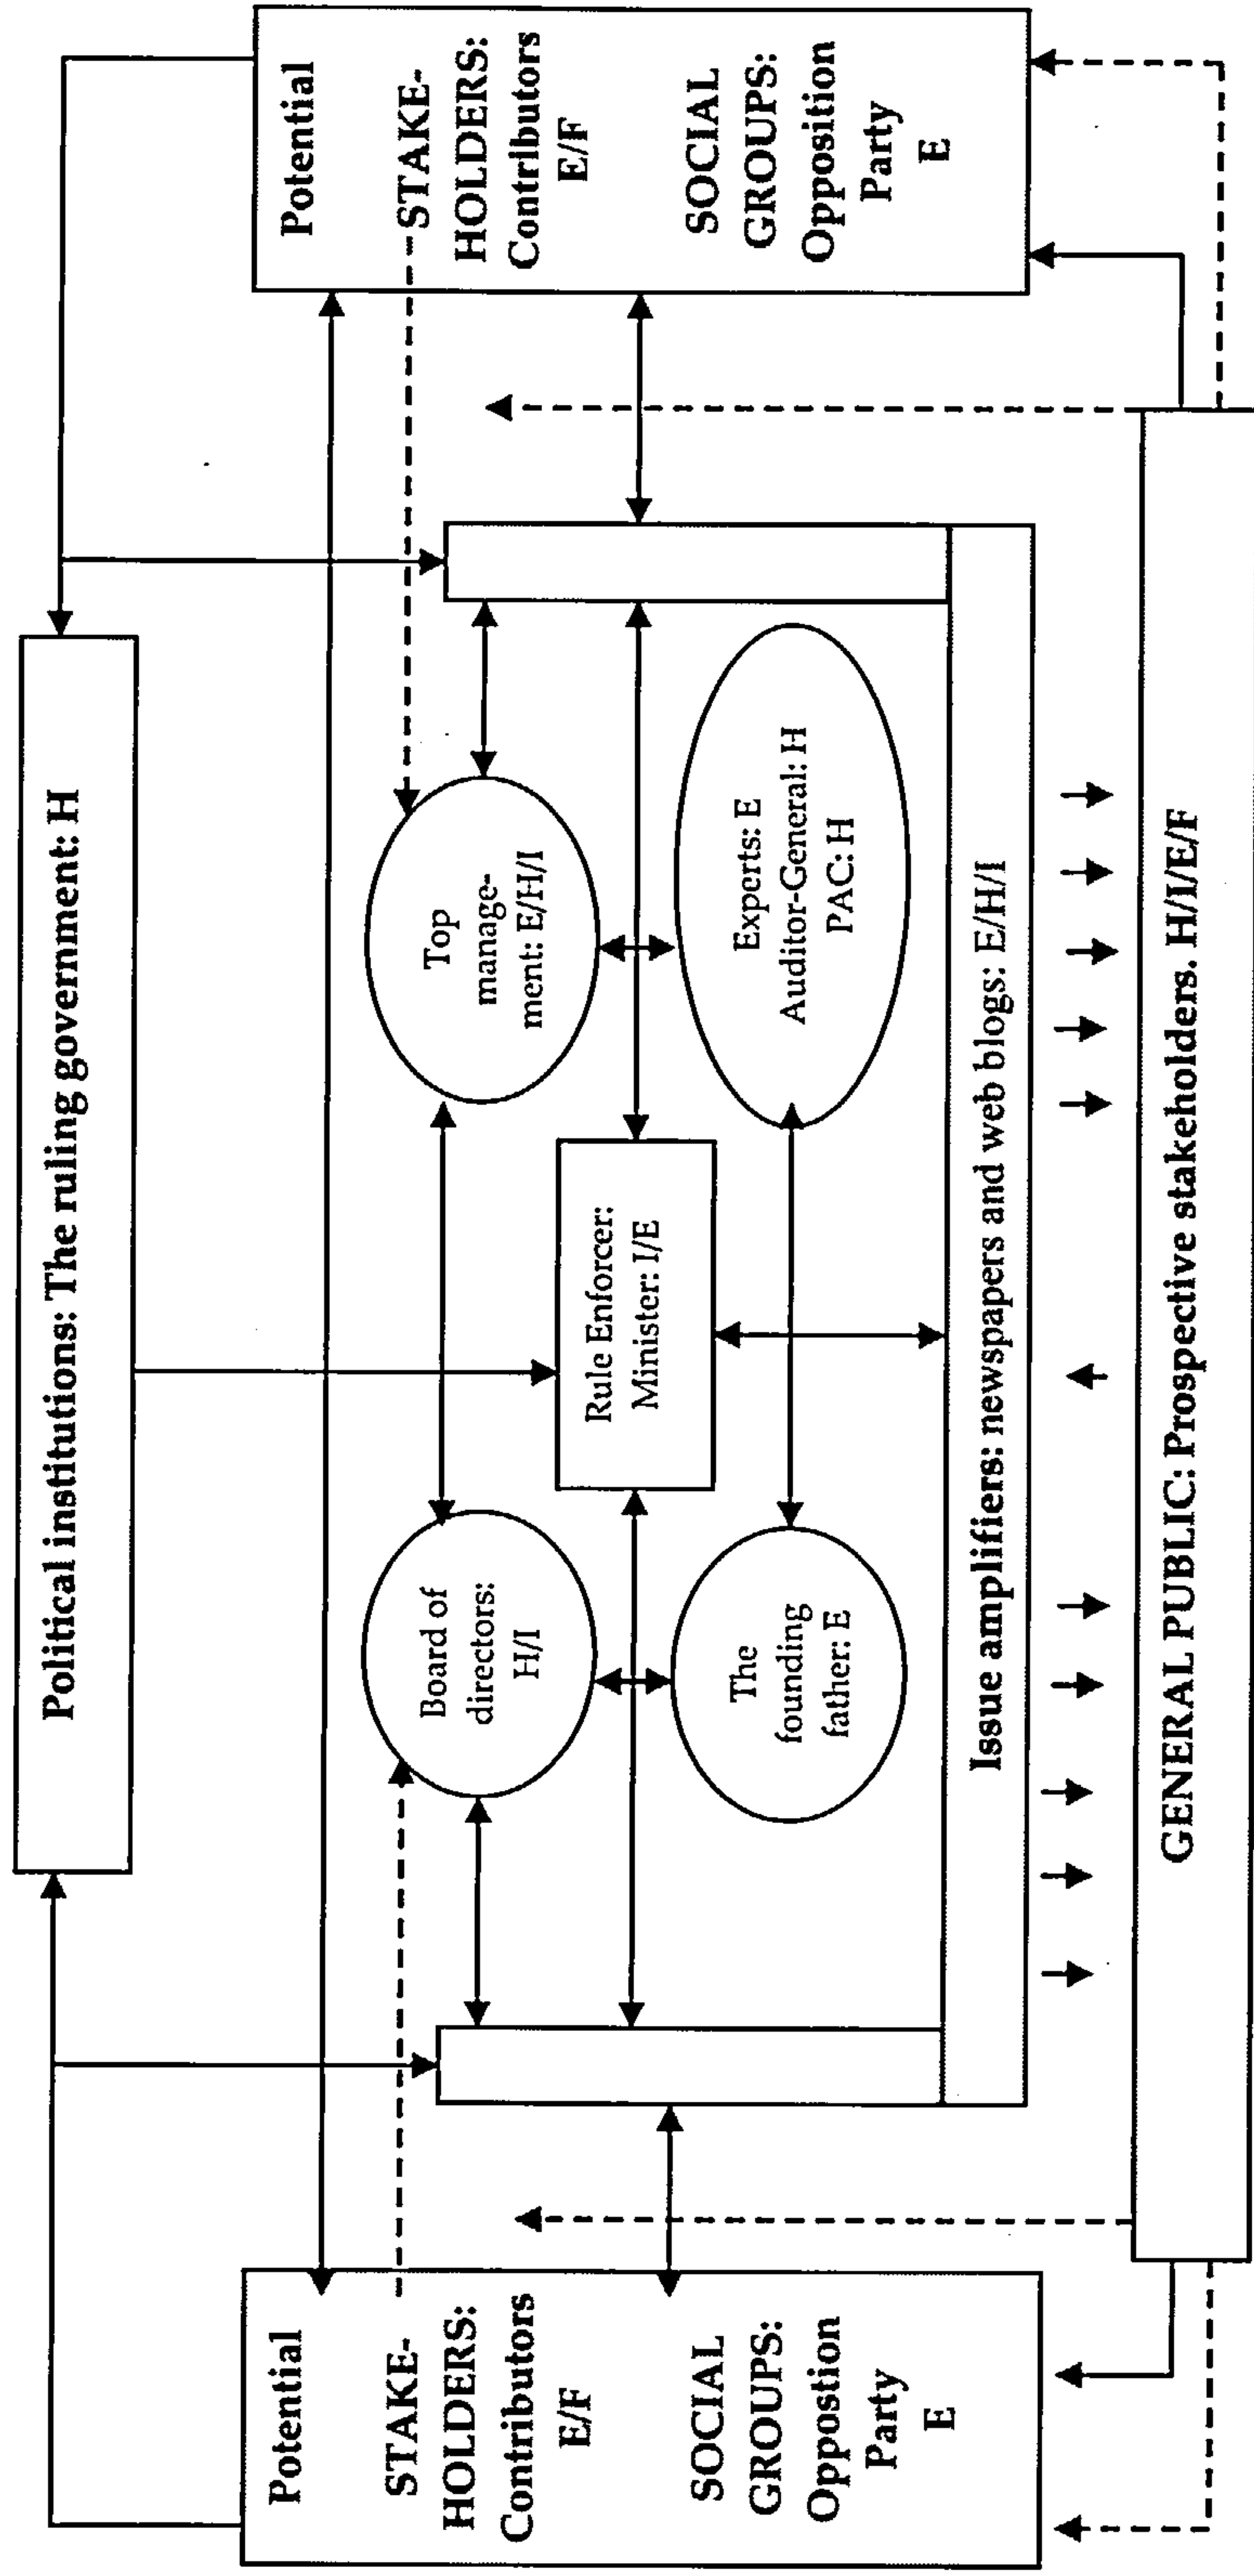 Political institutions: The ruling government: H
Potential
STAKE-
HOLDERS:
Contributors
E/F
SOCIAL
GROUPS:
Oppostion
Party
E
Board of
directors:
H/I
Top
manage-
ment: E/H/I
Rule Enforcer:
Minister: I/E
The
founding
father: E
Experts: E
Auditor-General: H
PAC: H
Issue amplifiers: newspapers and web blogs: E/H/I
Potential
STAKE-
HOLDERS:
Contributors
E/F
SOCIAL
GROUPS:
Opposition
Party
E
GENERAL PUBLIC: Prospective stakeholders. H/I/E/F